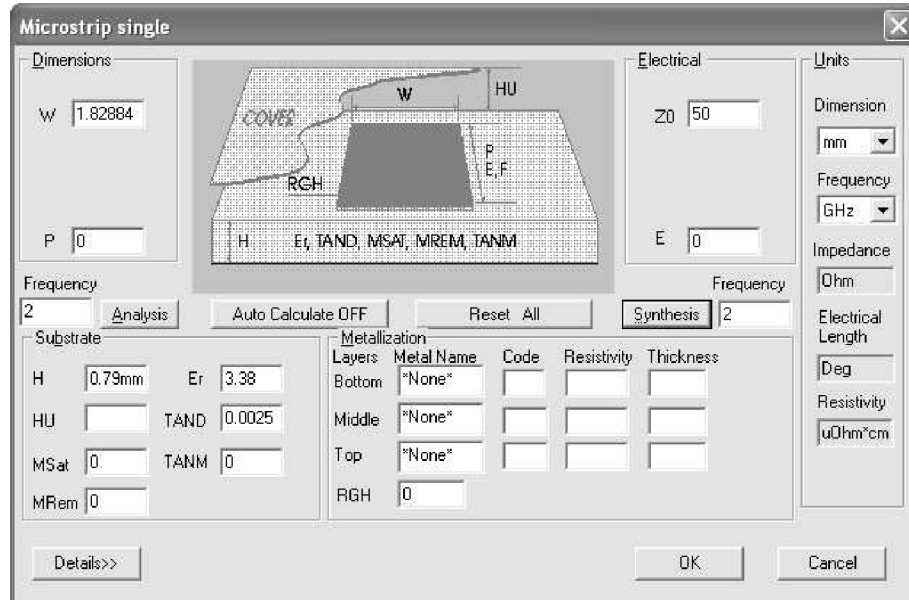 Microstrip single
Dimensions
W 1.82884
P 0
COVER
W
HU
P
E,F
RGH
H Er, TAND, MSAT, MREM, TANM
Electrical
Z0 50
E 0
Units
Dimension
mm
Frequency
GHz
Impedance
Ohm
Electrical
Length
Deg
Resistivity
uOhm*cm
Frequency
2
Analysis
Auto Calculate OFF
Reset All
Synthesis
Frequency
2
Substrate
H 0.79mm Er 3.38
HU TAND 0.0025
MSat 0 TANM 0
MRem 0
Metallization
Layers Metal Name Code Resistivity Thickness
Bottom *None*
Middle *None*
Top *None*
RGH 0
Details>>
OK
Cancel